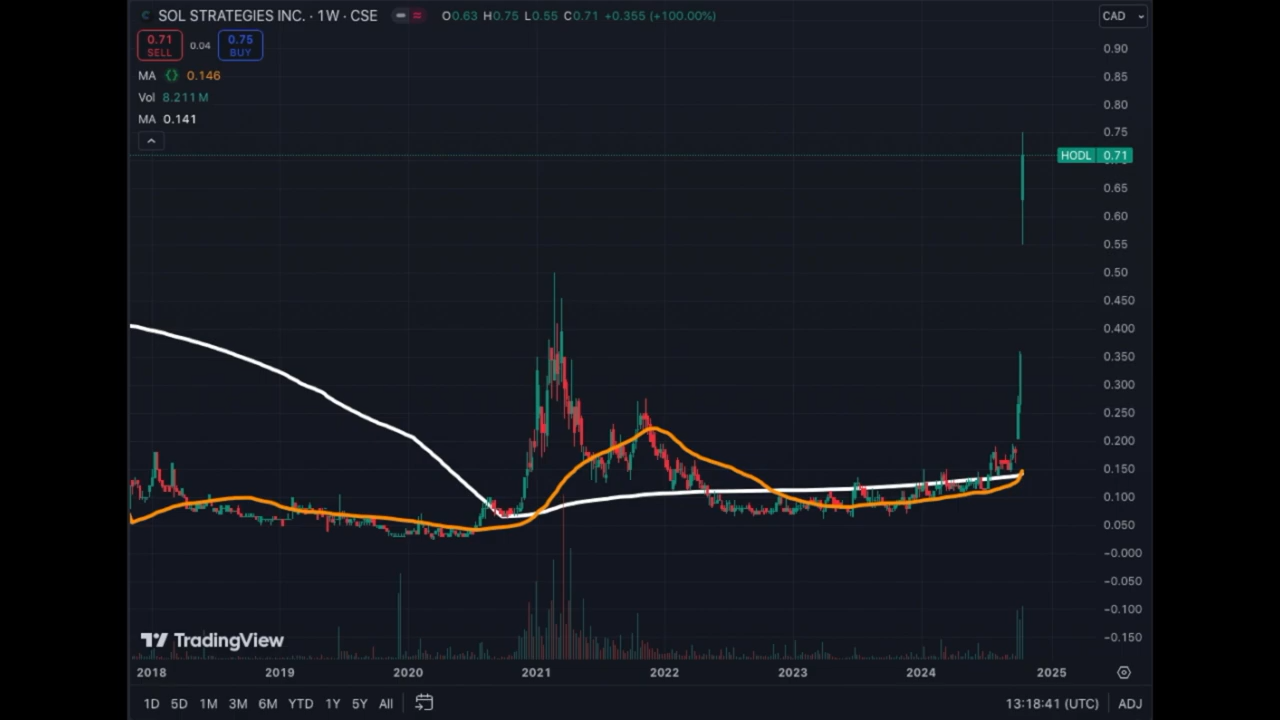 SOL STRATEGIES INC. · 1W · CSE O0.63 H0.75 L0.55 C0.71 +0.355 (+100.00%) CAD
0.71 0.04 0.75
SELL BUY
MA 0.146
Vol 8.211 M
MA 0.141
0.90
0.85
0.80
0.75
HODL 0.71
0.65
0.60
0.55
0.50
0.450
0.400
0.350
0.300
0.250
0.200
0.150
0.100
0.050
−0.000
−0.050
−0.100
−0.150
TradingView
2018 2019 2020 2021 2022 2023 2024 2025
1D 5D 1M 3M 6M YTD 1Y 5Y All 13:18:41 (UTC) ADJ